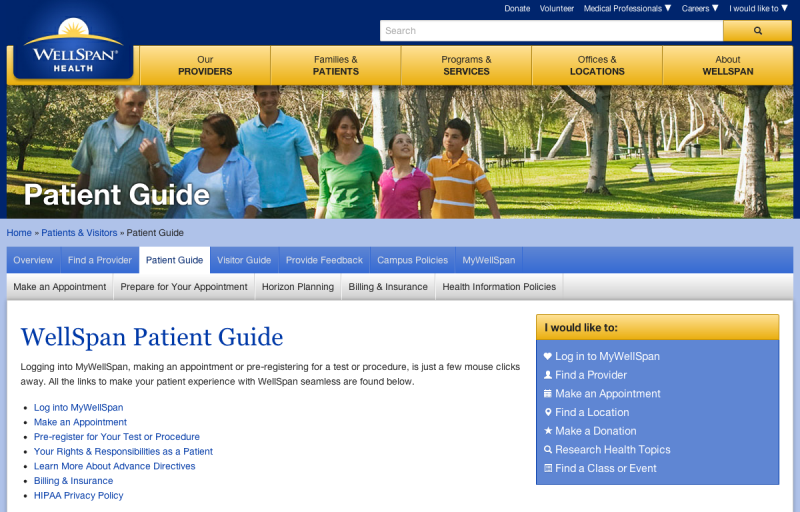 Donate Volunteer Medical Professionals ▼ Careers ▼ I would like to ▼
Search
WELLSPAN®
HEALTH
Our
PROVIDERS
Families &
PATIENTS
Programs &
SERVICES
Offices &
LOCATIONS
About
WELLSPAN
Patient Guide
Home » Patients & Visitors » Patient Guide
Overview Find a Provider Patient Guide Visitor Guide Provide Feedback Campus Policies MyWellSpan
Make an Appointment Prepare for Your Appointment Horizon Planning Billing & Insurance Health Information Policies
WellSpan Patient Guide
Logging into MyWellSpan, making an appointment or pre-registering for a test or procedure, is just a few mouse clicks
away. All the links to make your patient experience with WellSpan seamless are found below.
• Log into MyWellSpan
• Make an Appointment
• Pre-register for Your Test or Procedure
• Your Rights & Responsibilities as a Patient
• Learn More About Advance Directives
• Billing & Insurance
• HIPAA Privacy Policy
I would like to:
Log in to MyWellSpan
Find a Provider
Make an Appointment
Find a Location
Make a Donation
Research Health Topics
Find a Class or Event